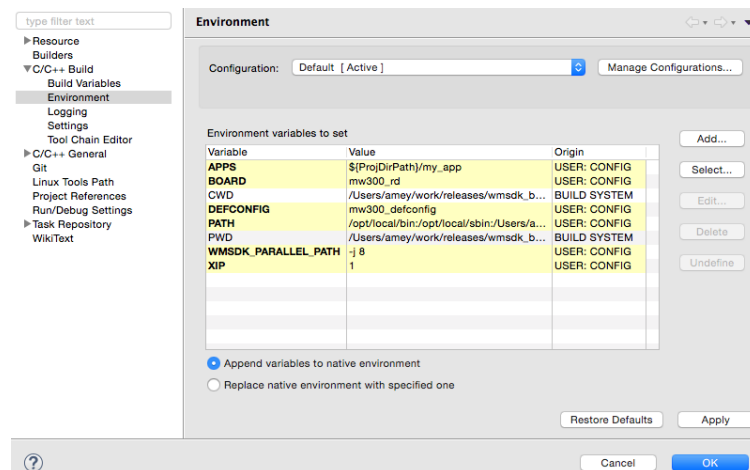 type filter text
Resource
Builders
C/C++ Build
Build Variables
Environment
Logging
Settings
Tool Chain Editor
C/C++ General
Git
Linux Tools Path
Project References
Run/Debug Settings
Task Repository
WikiText
Environment
Configuration: Default [ Active ] Manage Configurations...
Environment variables to set
Variable Value Origin
APPS ${ProjDirPath}/my_app USER: CONFIG
BOARD mw300_rd USER: CONFIG
CWD /Users/amey/work/releases/wmsdk_b... BUILD SYSTEM
DEFCONFIG mw300_defconfig USER: CONFIG
PATH /opt/local/bin:/opt/local/sbin:/Users/a... USER: CONFIG
PWD /Users/amey/work/releases/wmsdk_b... BUILD SYSTEM
WMSDK_PARALLEL_PATH -j 8 USER: CONFIG
XIP 1 USER: CONFIG
Add...
Select...
Edit...
Delete
Undefine
Append variables to native environment
Replace native environment with specified one
Restore Defaults Apply
? Cancel OK